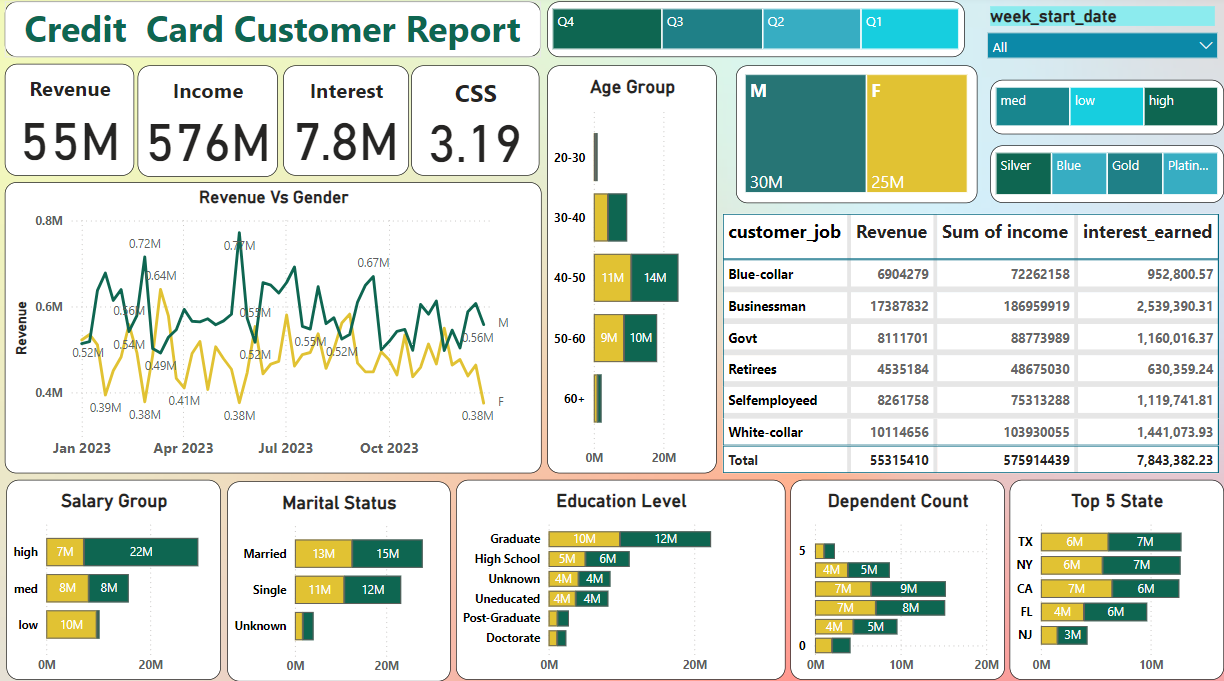 Credit Card Customer Report
Q4 Q3 Q2 Q1
week_start_date
All
Revenue
55M
Income
576M
Interest
7.8M
CSS
3.19
Age Group
20-30
30-40
40-50 11M 14M
50-60 9M 10M
60+
0M 20M
M F
30M 25M
med low high
Silver Blue Gold Platin...
Revenue Vs Gender
Revenue
0.8M
0.6M
0.4M
0.72M
0.77M
0.67M
0.64M
0.56M
0.55M
0.54M
0.52M
0.49M
0.52M
0.55M
0.52M
0.56M
0.39M
0.38M
0.41M
0.38M
0.38M
M
F
Jan 2023 Apr 2023 Jul 2023 Oct 2023
customer_job Revenue Sum of income interest_earned
Blue-collar 6904279 72262158 952,800.57
Businessman 17387832 186959919 2,539,390.31
Govt 8111701 88773989 1,160,016.37
Retirees 4535184 48675030 630,359.24
Selfemployeed 8261758 75313288 1,119,741.81
White-collar 10114656 103930055 1,441,073.93
Total 55315410 575914439 7,843,382.23
Salary Group
high 7M 22M
med 8M 8M
low 10M
0M 20M
Marital Status
Married 13M 15M
Single 11M 12M
Unknown
0M 20M
Education Level
Graduate 10M 12M
High School 5M 6M
Unknown 4M 4M
Uneducated 4M 4M
Post-Graduate
Doctorate
0M 20M
Dependent Count
5
4M 5M
7M 9M
7M 8M
4M 5M
0
0M 10M 20M
Top 5 State
TX 6M 7M
NY 6M 7M
CA 7M 6M
FL 4M 6M
NJ 3M
0M 10M